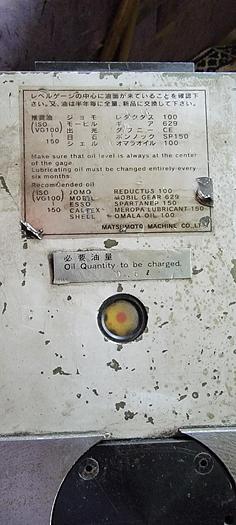 レベルゲージの中心に油面が来ていることを確認下
さい。又、油は半年毎に全量、新品に交換して下さい。
推奨油 ジョモ レダクタス 100
(ISO モービル ギヤ 629
VG100) 出光 ダフニー CE
日石 ボンノック SP150
150 シェル オマラオイル 100
Make sure that oil level is always at the center
of the gage.
Lubricating oil must be changed entirely-every
six months.
Recommended oil
(ISO JOMO REDUCTUS 100
(VG100) MOBIL MOBIL GEAR 629
ESSO SPARTANEP 150
150 CALTEX MEROPA LUBRICANT 150
SHELL OMALA OIL 100
MATSUMOTO MACHINE CO.,LTD
必要油量
Oil Quantity to be charged.